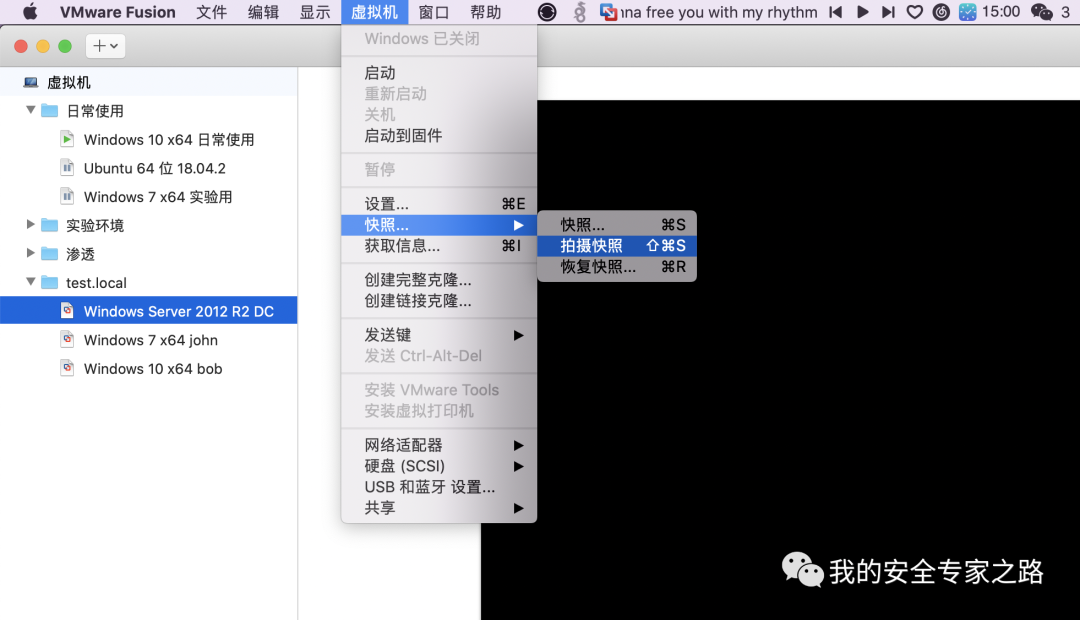 VMware Fusion 文件 编辑 显示 虚拟机 窗口 帮助 nna free you with my rhythm 15:00 3
虚拟机
日常使用
Windows 10 x64 日常使用
Ubuntu 64 位 18.04.2
Windows 7 x64 实验用
实验环境
渗透
test.local
Windows Server 2012 R2 DC
Windows 7 x64 john
Windows 10 x64 bob
Windows 已关闭
启动
重新启动
关机
启动到固件
暂停
设置... ⌘E
快照... ▶
获取信息... ⌘I
创建完整克隆...
创建链接克隆...
发送键 ▶
发送 Ctrl-Alt-Del
安装 VMware Tools
安装虚拟打印机
网络适配器 ▶
硬盘 (SCSI) ▶
USB 和蓝牙 设置...
共享 ▶
快照... ⌘S
拍摄快照 ⇧⌘S
恢复快照... ⌘R
我的安全专家之路